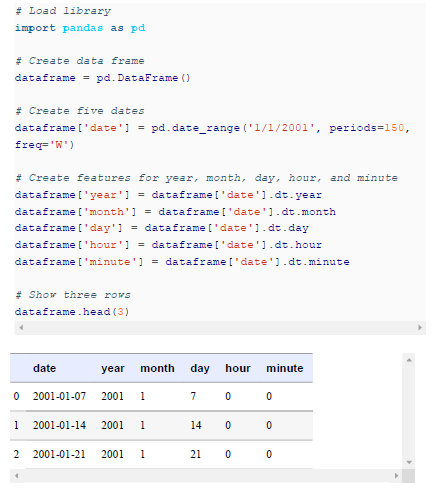 # Load library
import pandas as pd
# Create data frame
dataframe = pd.DataFrame()
# Create five dates
dataframe['date'] = pd.date_range('1/1/2001', periods=150,
freq='W')
# Create features for year, month, day, hour, and minute
dataframe['year'] = dataframe['date'].dt.year
dataframe['month'] = dataframe['date'].dt.month
dataframe['day'] = dataframe['date'].dt.day
dataframe['hour'] = dataframe['date'].dt.hour
dataframe['minute'] = dataframe['date'].dt.minute
# Show three rows
dataframe.head(3)
date year month day hour minute
0 2001-01-07 2001 1 7 0 0
1 2001-01-14 2001 1 14 0 0
2 2001-01-21 2001 1 21 0 0